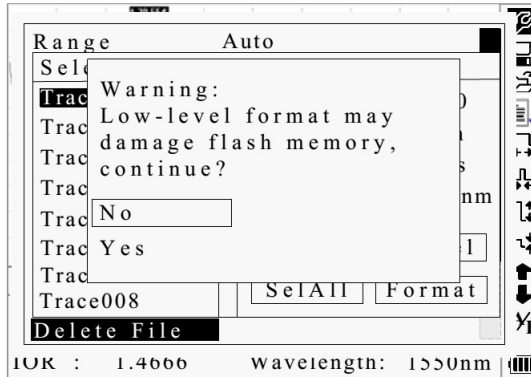 Range Auto
Sele
Warning:
Low-level format may
damage flash memory,
continue?
No
Yes
Trac
Trac
Trac
Trac
Trac
Trac
Trac
nm
Trace008
SelAll Format
Delete File
IOR : 1.4666 Wavelength: 1550nm